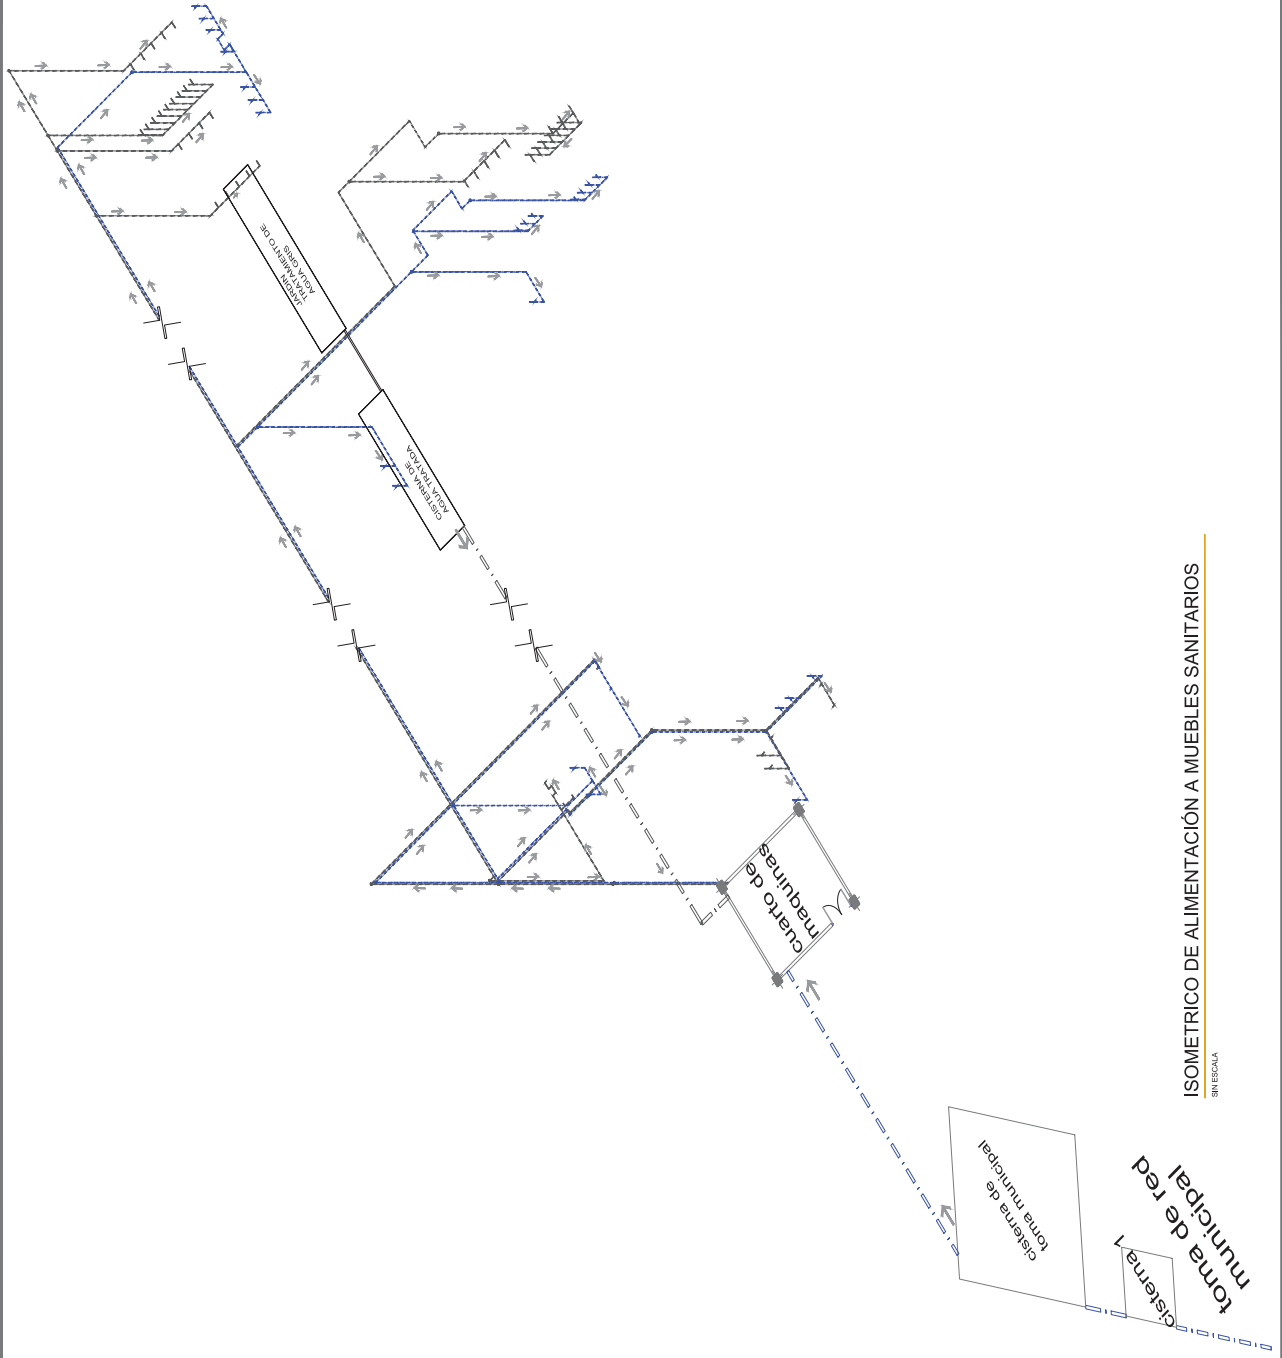 JARDIN
TRATAMIENTO DE
AGUA GRIS
CISTERNA DE
AGUA TRATADA
cuarto de
maquinas
cisterna de
toma municipal
cisterna 1
toma de red
municipal
ISOMETRICO DE ALIMENTACIÓN A MUEBLES SANITARIOS
SIN ESCALA